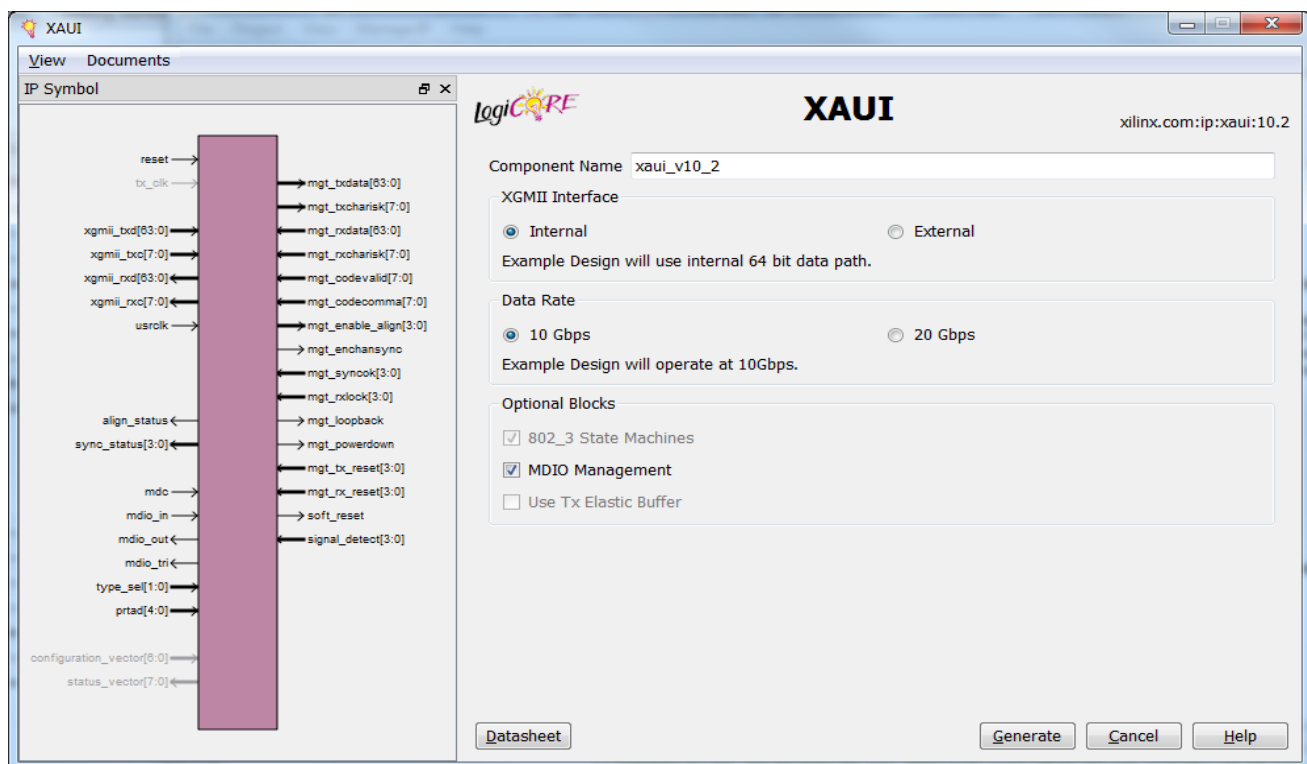 XAUI
View Documents
IP Symbol
reset
tx_clk
xgmii_txd[63:0]
xgmii_txc[7:0]
xgmii_rxd[63:0]
xgmii_rxc[7:0]
usrclk
align_status
sync_status[3:0]
mdc
mdio_in
mdio_out
mdio_tri
type_sel[1:0]
prtad[4:0]
configuration_vector[6:0]
status_vector[7:0]
mgt_txdata[63:0]
mgt_txcharisk[7:0]
mgt_rxdata[63:0]
mgt_rxcharisk[7:0]
mgt_codevalid[7:0]
mgt_codecomma[7:0]
mgt_enable_align[3:0]
mgt_enchansync
mgt_syncok[3:0]
mgt_rxlock[3:0]
mgt_loopback
mgt_powerdown
mgt_tx_reset[3:0]
mgt_rx_reset[3:0]
soft_reset
signal_detect[3:0]
LogiCORE
XAUI
xilinx.com:ip:xaui:10.2
Component Name xaui_v10_2
XGMII Interface
Internal External
Example Design will use internal 64 bit data path.
Data Rate
10 Gbps 20 Gbps
Example Design will operate at 10Gbps.
Optional Blocks
802_3 State Machines
MDIO Management
Use Tx Elastic Buffer
Datasheet Generate Cancel Help